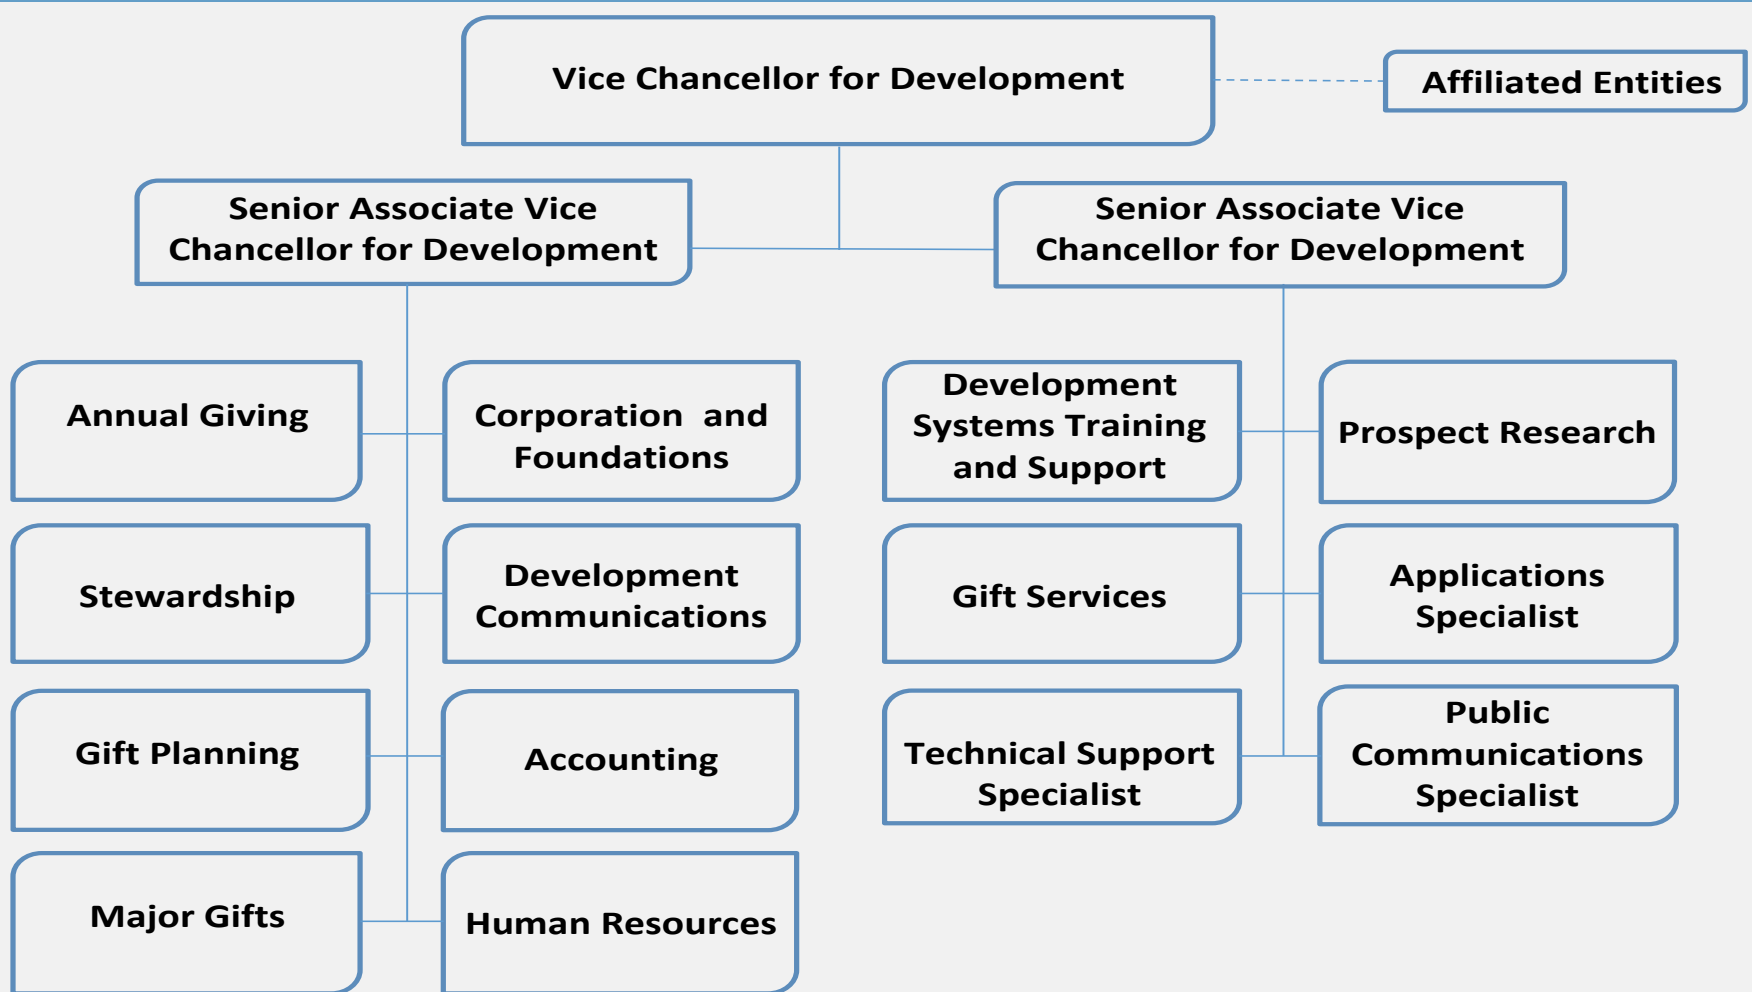 Vice Chancellor for Development
Affiliated Entities
Senior Associate Vice
Chancellor for Development
Senior Associate Vice
Chancellor for Development
Annual Giving
Corporation and
Foundations
Development
Systems Training
and Support
Prospect Research
Stewardship
Development
Communications
Gift Services
Applications
Specialist
Gift Planning
Accounting
Technical Support
Specialist
Public
Communications
Specialist
Major Gifts
Human Resources